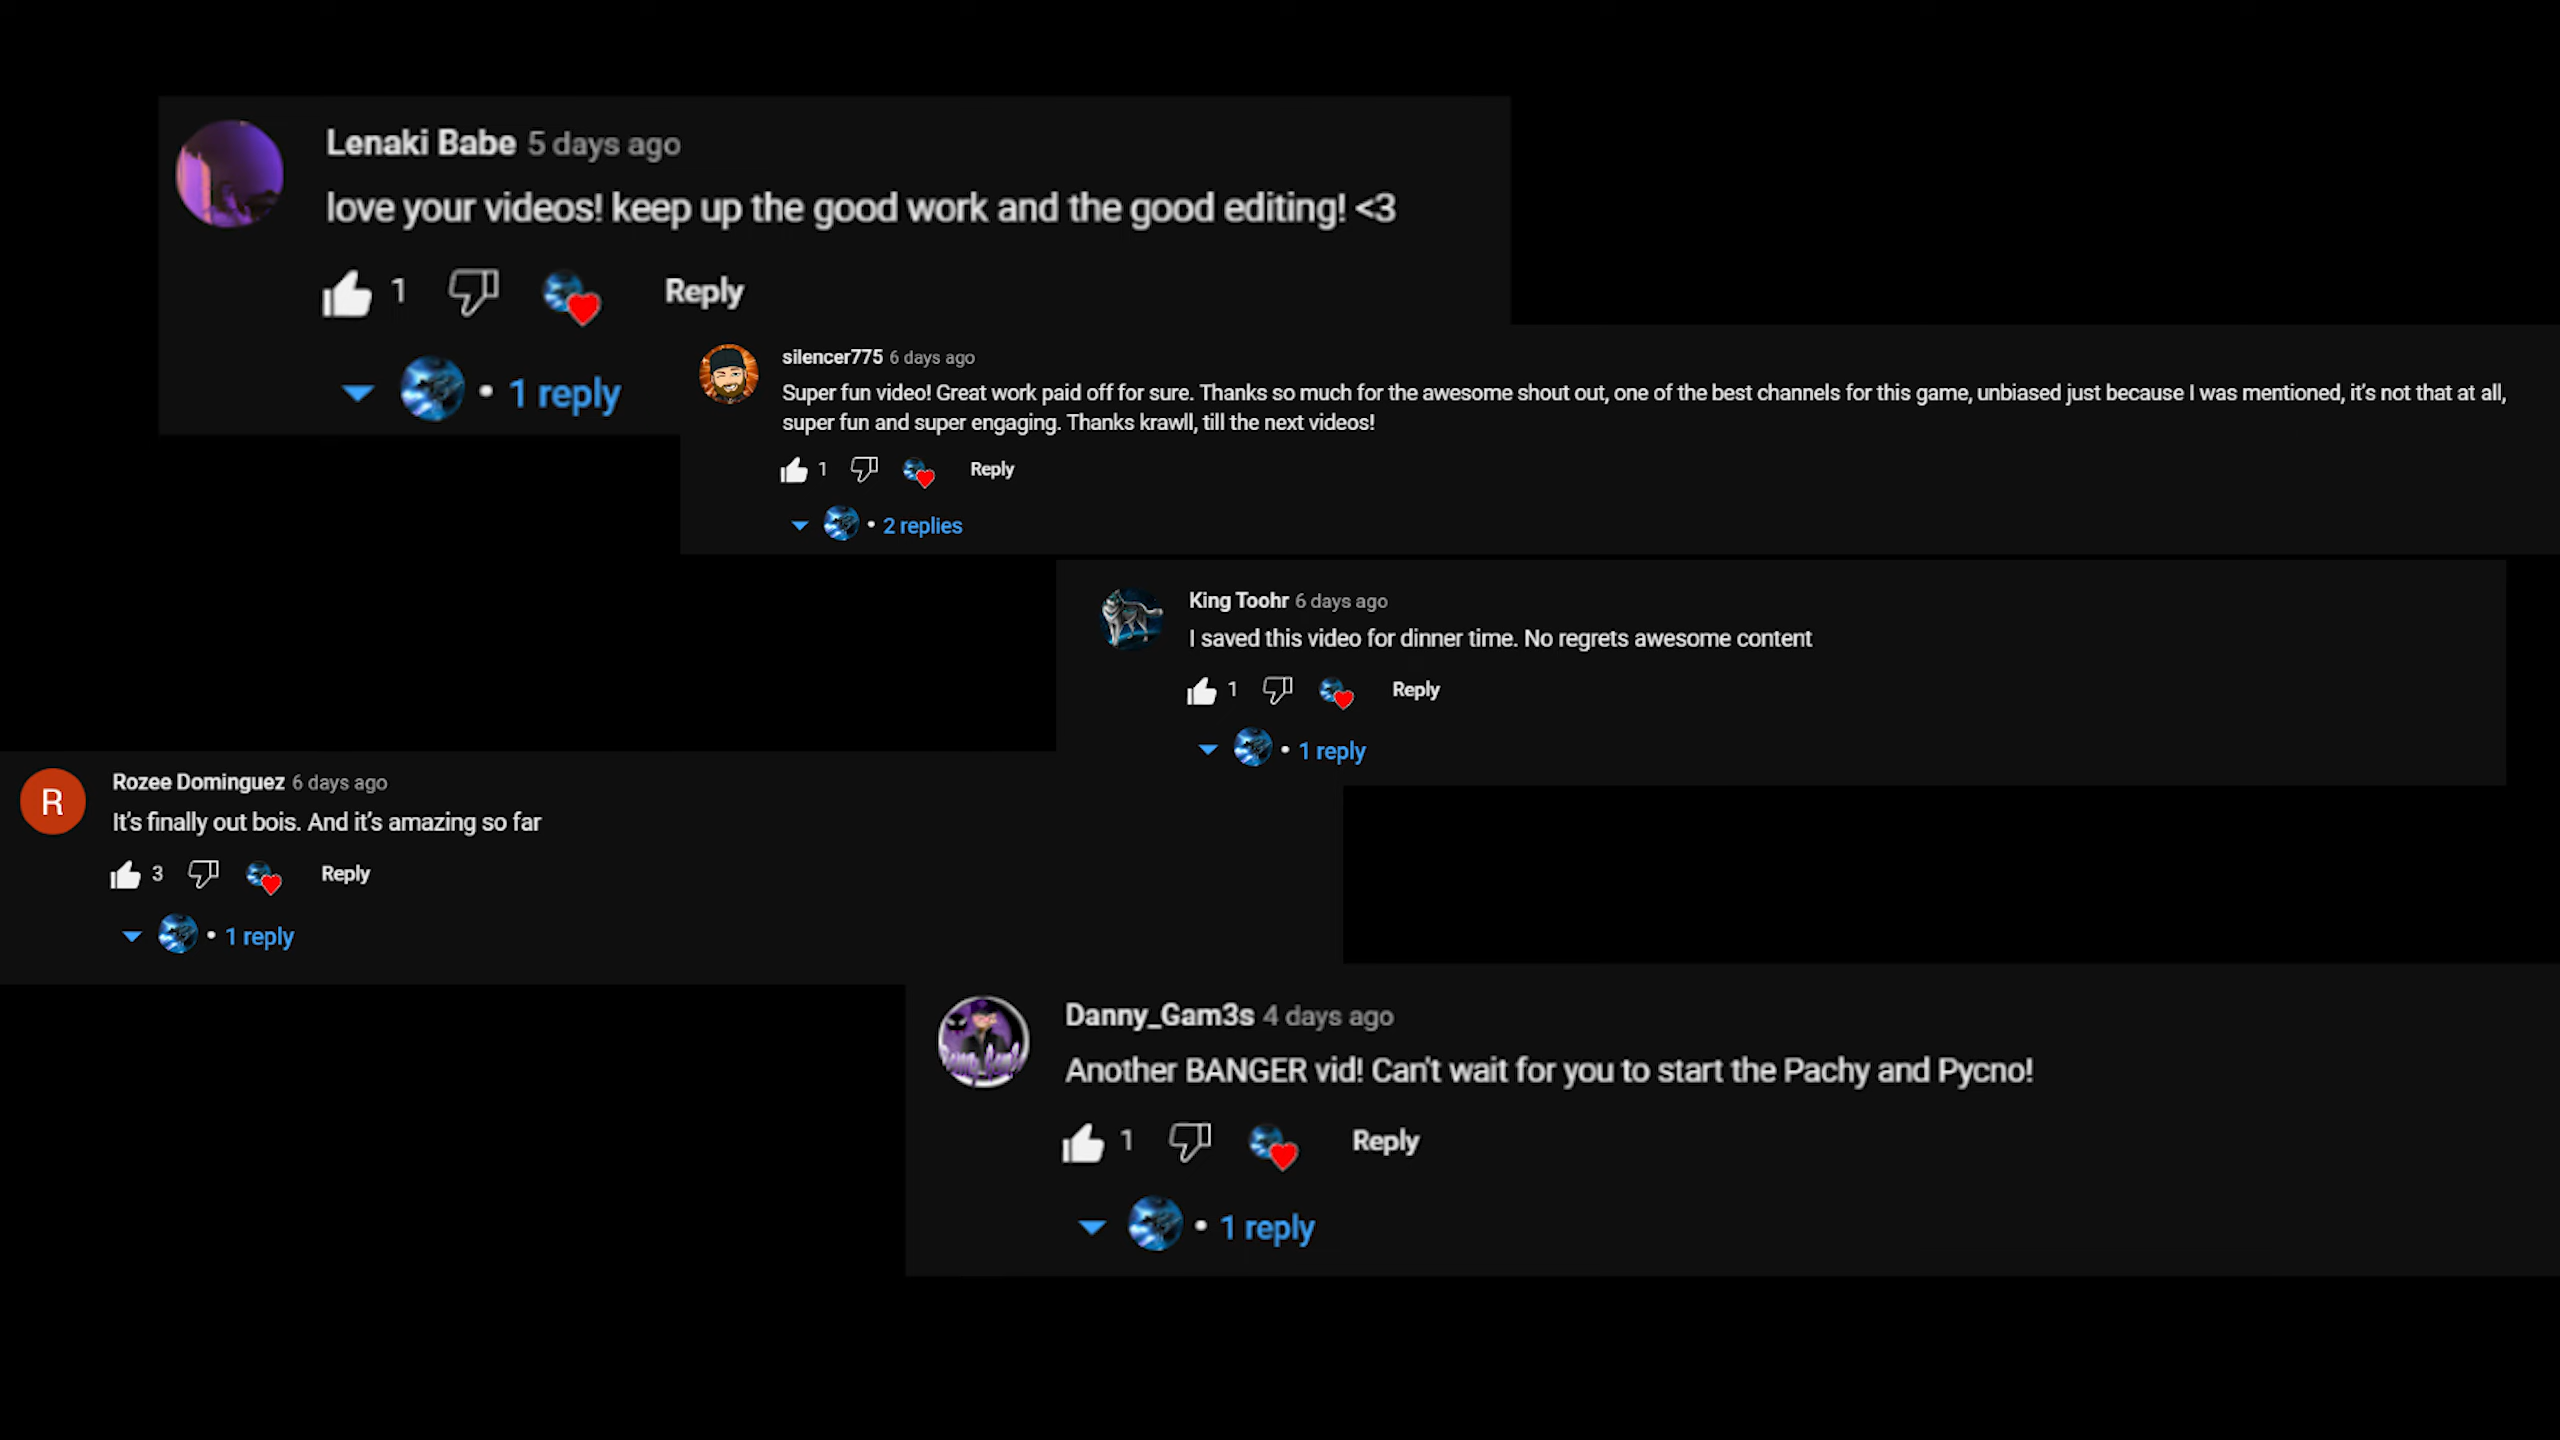 Lenaki Babe 5 days ago
love your videos! keep up the good work and the good editing! <3
1 Reply
1 reply
silencer775 6 days ago
Super fun video! Great work paid off for sure. Thanks so much for the awesome shout out, one of the best channels for this game, unbiased just because I was mentioned, it's not that at all,
super fun and super engaging. Thanks krawll, till the next videos!
1 Reply
2 replies
King Toohr 6 days ago
I saved this video for dinner time. No regrets awesome content
1 Reply
1 reply
R
Rozee Dominguez 6 days ago
It's finally out bois. And it's amazing so far
3 Reply
1 reply
Danny_Gam3s 4 days ago
Another BANGER vid! Can't wait for you to start the Pachy and Pycno!
1 Reply
1 reply